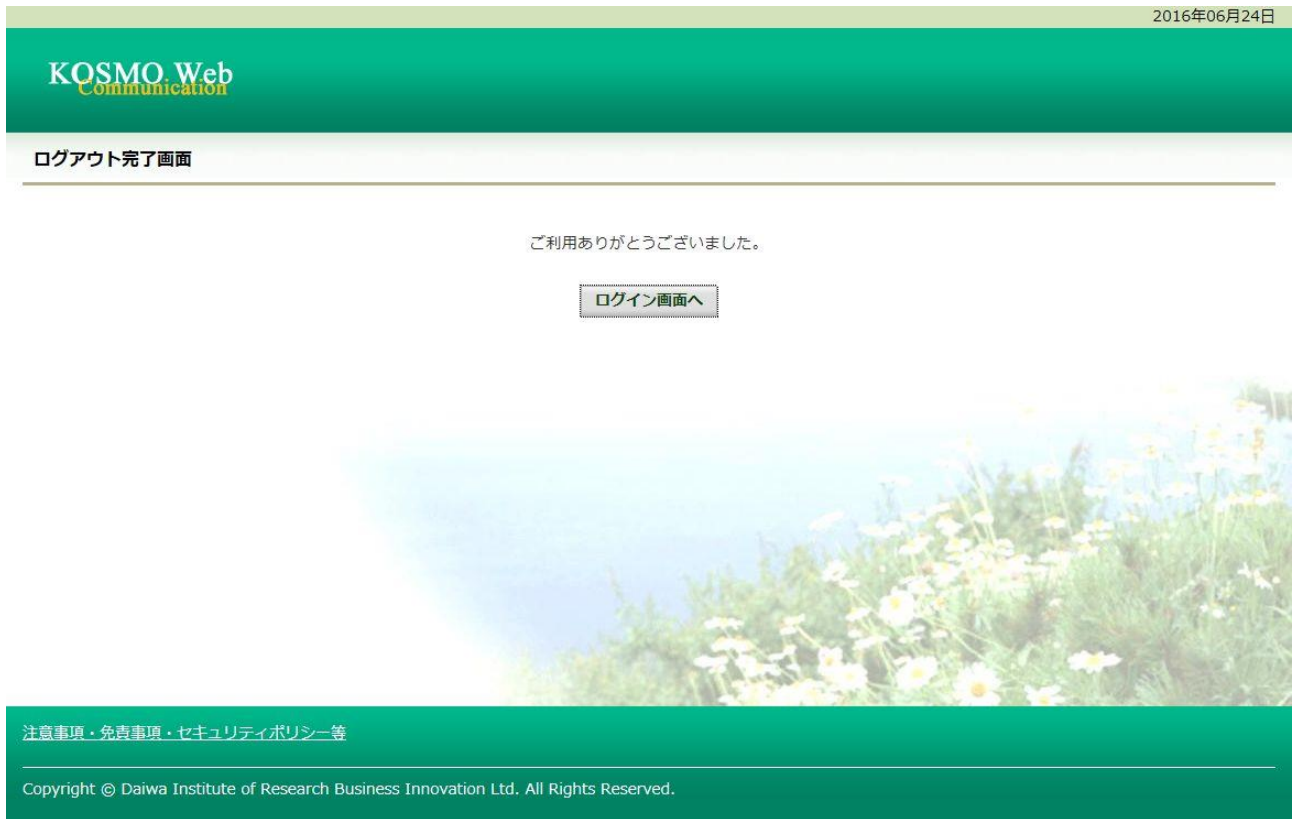 2016年06月24日
KOSMO Web
Communication
ログアウト完了画面
ご利用ありがとうございました。
ログイン画面へ
注意事項・免責事項・セキュリティポリシー等
Copyright © Daiwa Institute of Research Business Innovation Ltd. All Rights Reserved.